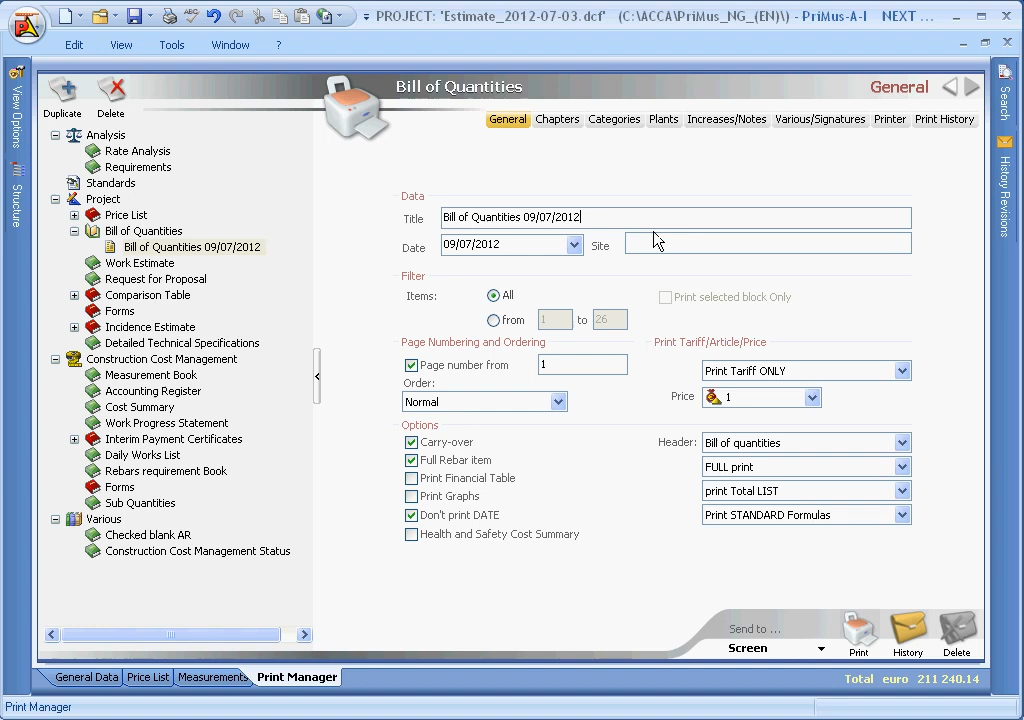 PROJECT: 'Estimate_2012-07-03.dcf' (C:\ACCA\PriMus_NG_(EN)\) - PriMus-A-I NEXT ...
Edit View Tools Window ?
View Options
Structure
Duplicate
Delete
Analysis
Rate Analysis
Requirements
Standards
Project
Price List
Bill of Quantities
Bill of Quantities 09/07/2012
Work Estimate
Request for Proposal
Comparison Table
Forms
Incidence Estimate
Detailed Technical Specifications
Construction Cost Management
Measurement Book
Accounting Register
Cost Summary
Work Progress Statement
Interim Payment Certificates
Daily Works List
Rebars requirement Book
Forms
Sub Quantities
Various
Checked blank AR
Construction Cost Management Status
Bill of Quantities
General
General Chapters Categories Plants Increases/Notes Various/Signatures Printer Print History
Data
Title Bill of Quantities 09/07/2012
Date 09/07/2012 Site
Filter
Items: All Print selected block Only
from 1 to 26
Page Numbering and Ordering
Print Tariff/Article/Price
Page number from 1
Print Tariff ONLY
Order:
Normal
Price 1
Options
Carry-over
Header: Bill of quantities
Full Rebar item
FULL print
Print Financial Table
Print Graphs
print Total LIST
Don't print DATE
Print STANDARD Formulas
Health and Safety Cost Summary
Send to ...
Screen
Print
History
Delete
Search
History Revisions
General Data Price List Measurements Print Manager
Total euro 211 240.14
Print Manager